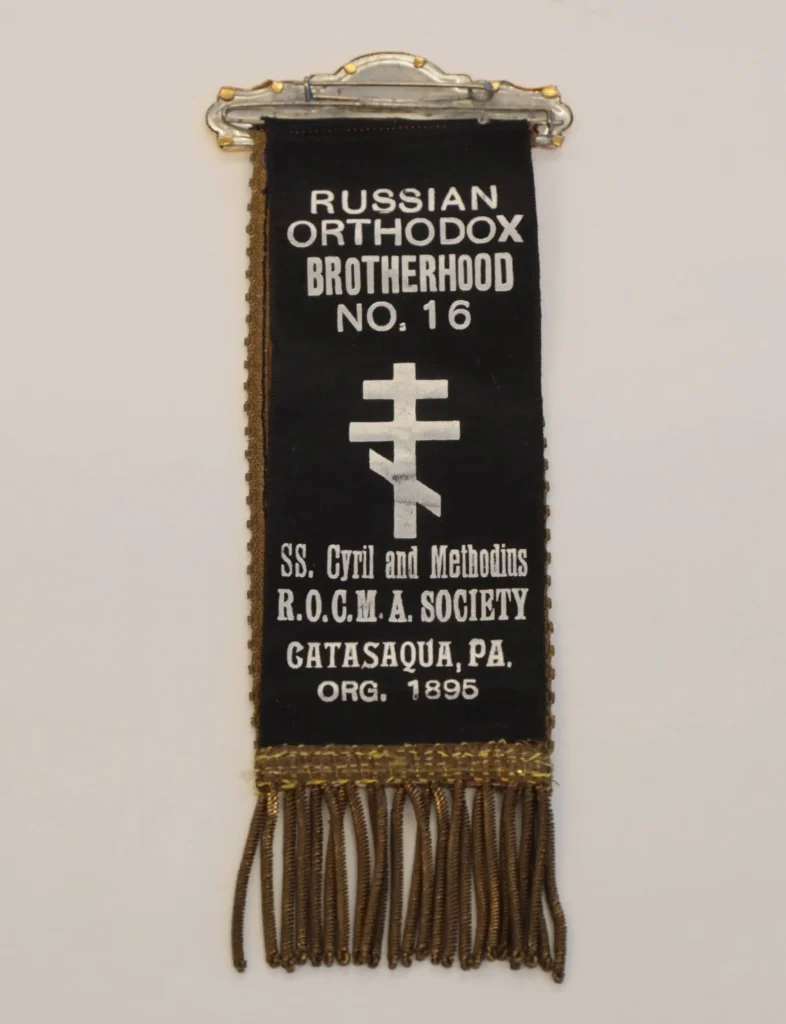 RUSSIAN
ORTHODOX
BROTHERHOOD
NO. 16
SS. Cyril and Methodius
R.O.C.M.A. SOCIETY
CATASAQUA, PA.
ORG. 1895